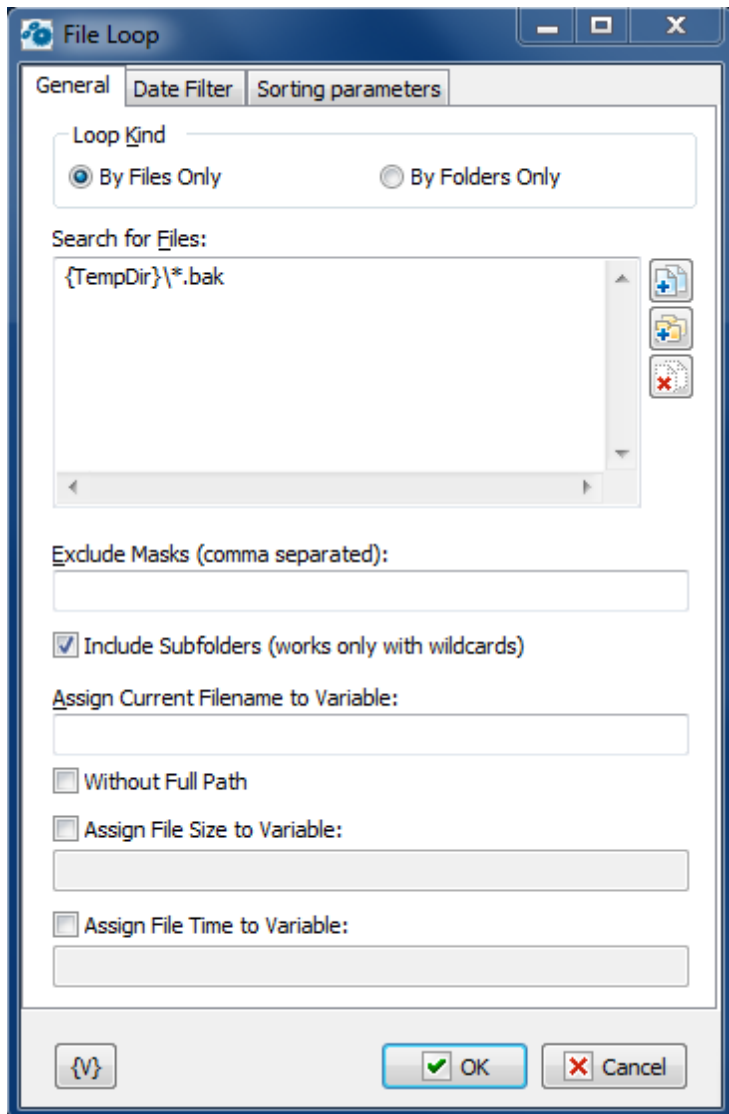 File Loop
General Date Filter Sorting parameters
Loop Kind
By Files Only By Folders Only
Search for Files:
{TempDir}\*.bak
Exclude Masks (comma separated):
Include Subfolders (works only with wildcards)
Assign Current Filename to Variable:
Without Full Path
Assign File Size to Variable:
Assign File Time to Variable:
{V} OK Cancel